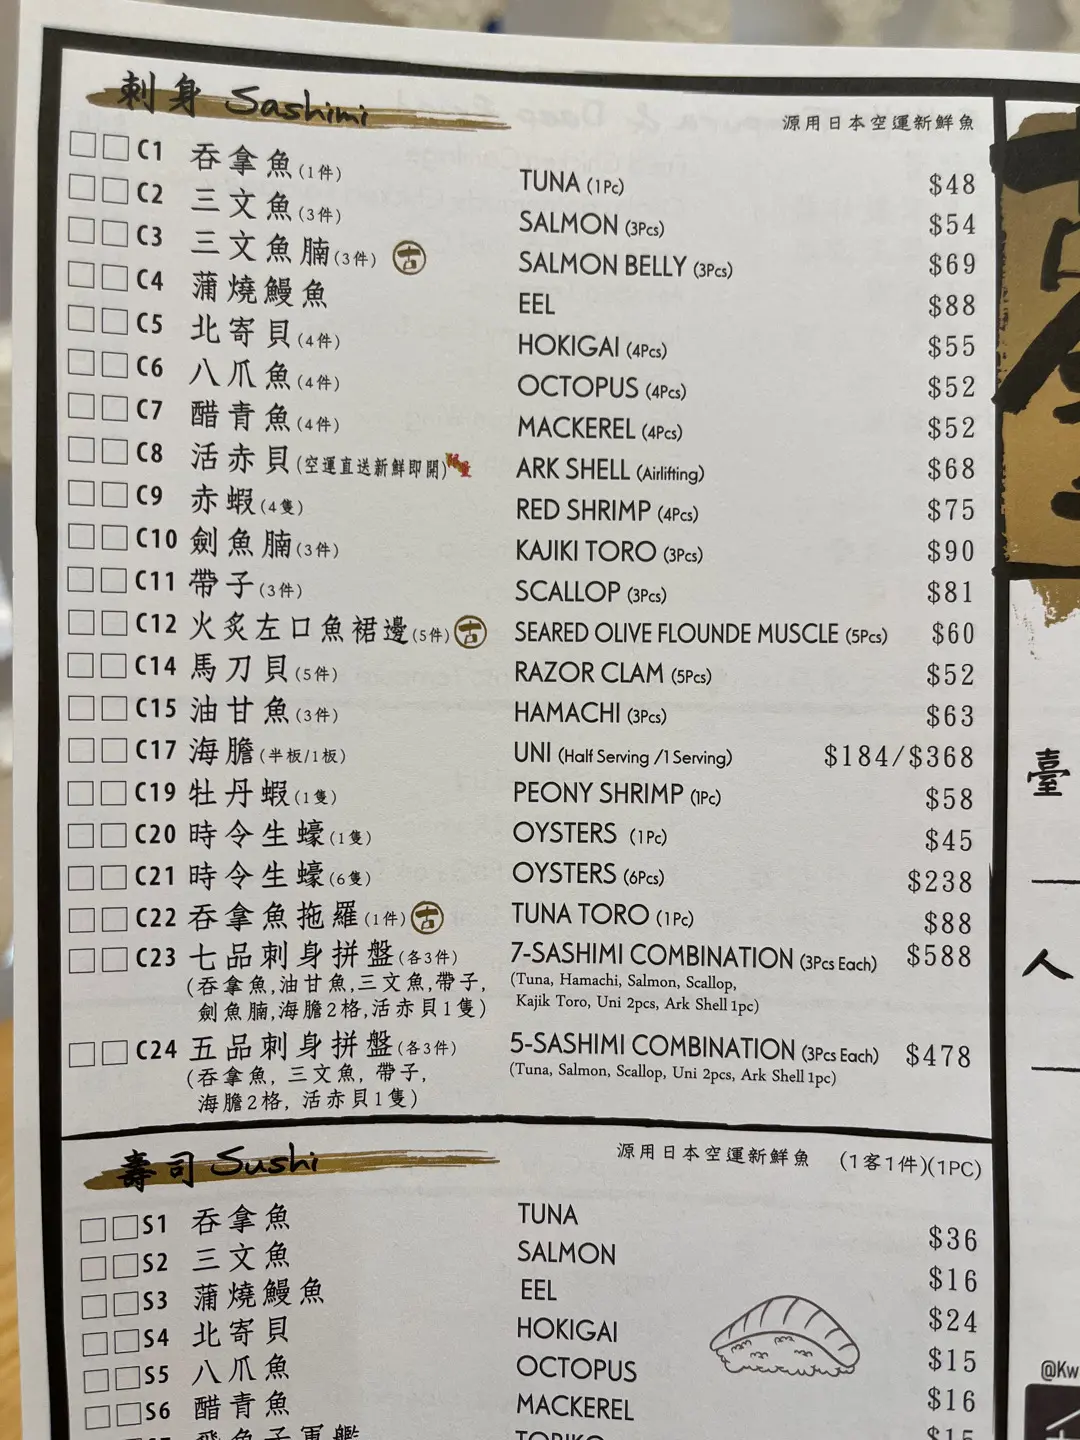 刺身 Sashimi 源用日本空運新鮮魚
C1 吞拿魚(1件) TUNA (1Pc) $48
C2 三文魚(3件) SALMON (3Pcs) $54
C3 三文魚腩(3件) 古 SALMON BELLY (3Pcs) $69
C4 蒲燒鰻魚 EEL $88
C5 北寄貝(4件) HOKIGAI (4Pcs) $55
C6 八爪魚(4件) OCTOPUS (4Pcs) $52
C7 醋青魚(4件) MACKEREL (4Pcs) $52
C8 活赤貝(空運直送新鮮即開) ARK SHELL (Airlifting) $68
C9 赤蝦(4隻) RED SHRIMP (4Pcs) $75
C10 劍魚腩(3件) KAJIKI TORO (3Pcs) $90
C11 帶子(3件) SCALLOP (3Pcs) $81
C12 火炙左口魚裙邊(5件) 古 SEARED OLIVE FLOUNDE MUSCLE (5Pcs) $60
C14 馬刀貝(5件) RAZOR CLAM (5Pcs) $52
C15 油甘魚(3件) HAMACHI (3Pcs) $63
C17 海膽(半板/1板) UNI (Half Serving /1 Serving) $184/$368
C19 牡丹蝦(1隻) PEONY SHRIMP (1Pc) $58
C20 時令生蠔(1隻) OYSTERS (1Pc) $45
C21 時令生蠔(6隻) OYSTERS (6Pcs) $238
C22 吞拿魚拖羅(1件) 古 TUNA TORO (1Pc) $88
C23 七品刺身拼盤(各3件) 7-SASHIMI COMBINATION (3Pcs Each) $588
(吞拿魚,油甘魚,三文魚,帶子, (Tuna, Hamachi, Salmon, Scallop,
劍魚腩,海膽2格,活赤貝1隻) Kajik Toro, Uni 2pcs, Ark Shell 1pc)
C24 五品刺身拼盤(各3件) 5-SASHIMI COMBINATION (3Pcs Each) $478
(吞拿魚, 三文魚, 帶子, (Tuna, Salmon, Scallop, Uni 2pcs, Ark Shell 1pc)
海膽2格, 活赤貝1隻)
壽司 Sushi 源用日本空運新鮮魚 (1客1件)(1PC)
S1 吞拿魚 TUNA $36
S2 三文魚 SALMON $16
S3 蒲燒鰻魚 EEL $24
S4 北寄貝 HOKIGAI $15
S5 八爪魚 OCTOPUS $16
S6 醋青魚 MACKEREL $15
飛魚子軍艦 TOBIKO
臺
人
@Kw